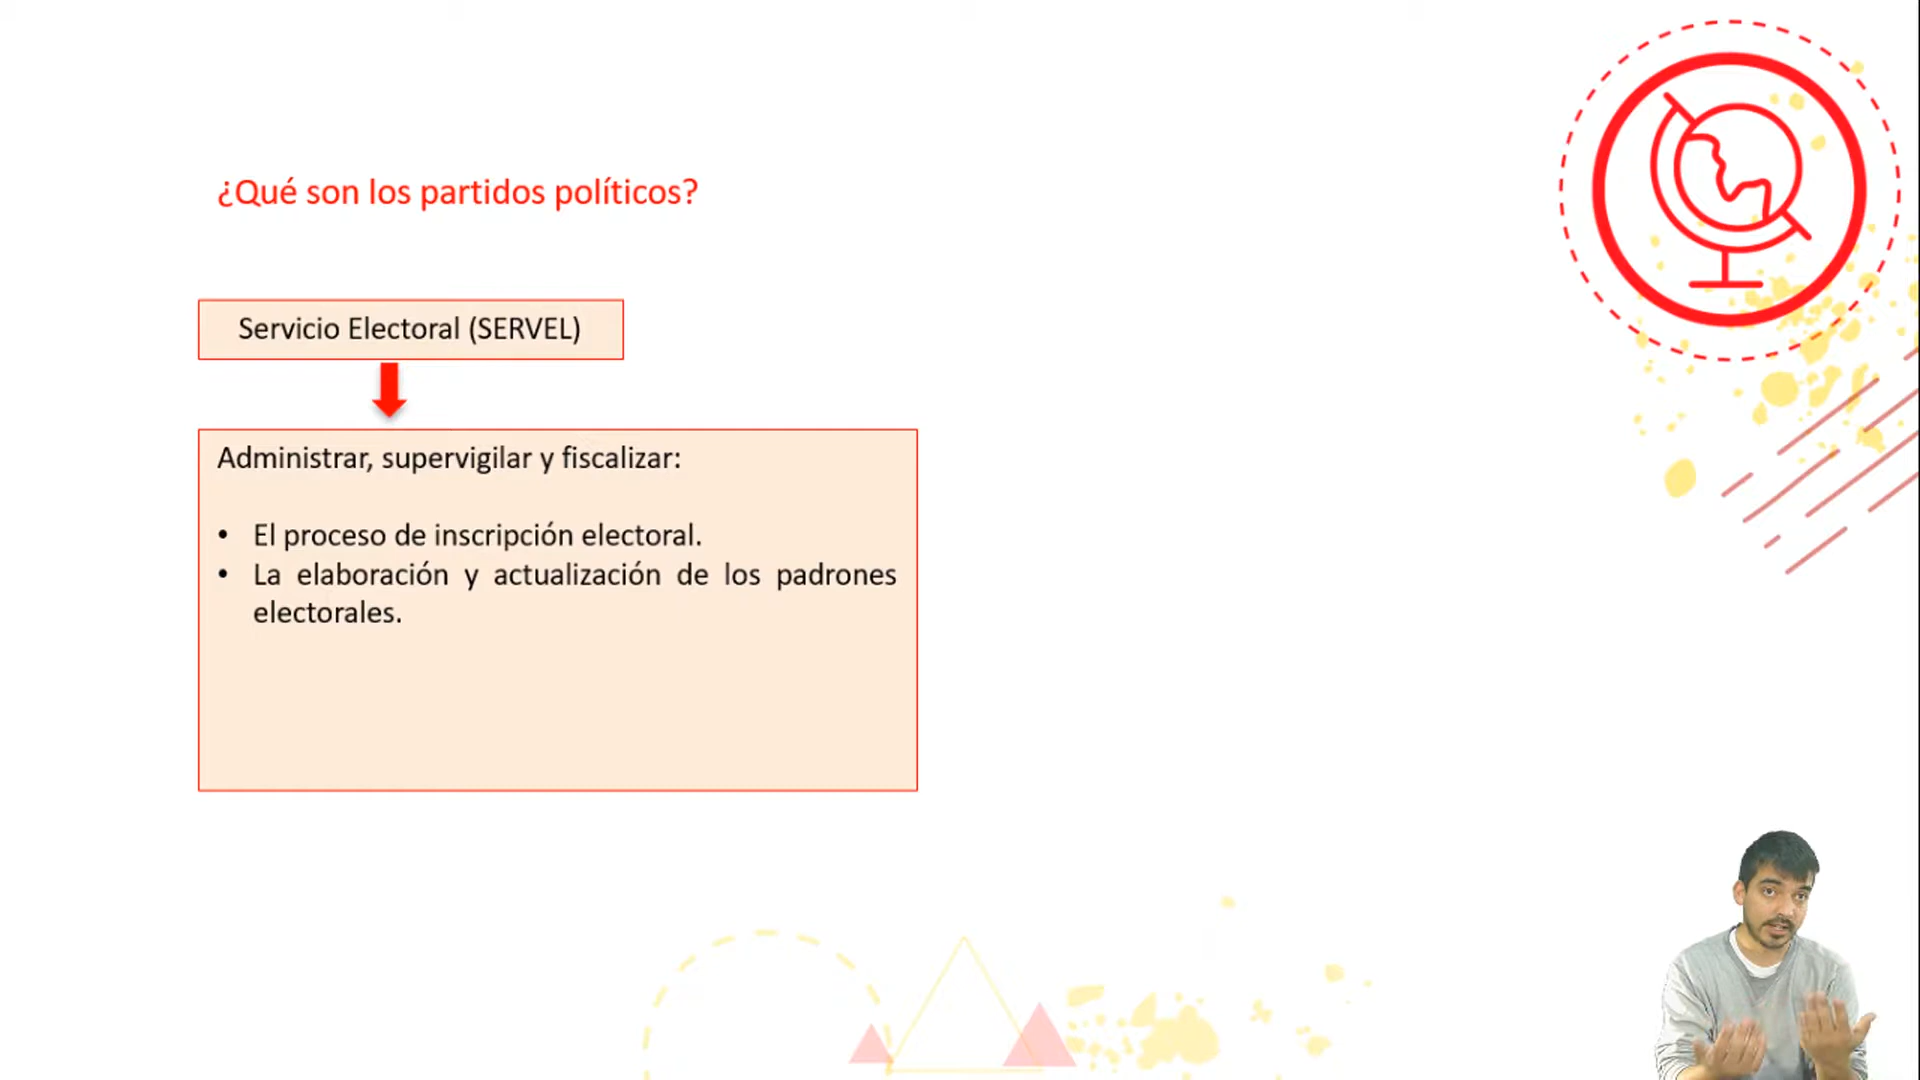 ¿Qué son los partidos políticos?
Servicio Electoral (SERVEL)
Administrar, supervigilar y fiscalizar:
• El proceso de inscripción electoral.
• La elaboración y actualización de los padrones
electorales.